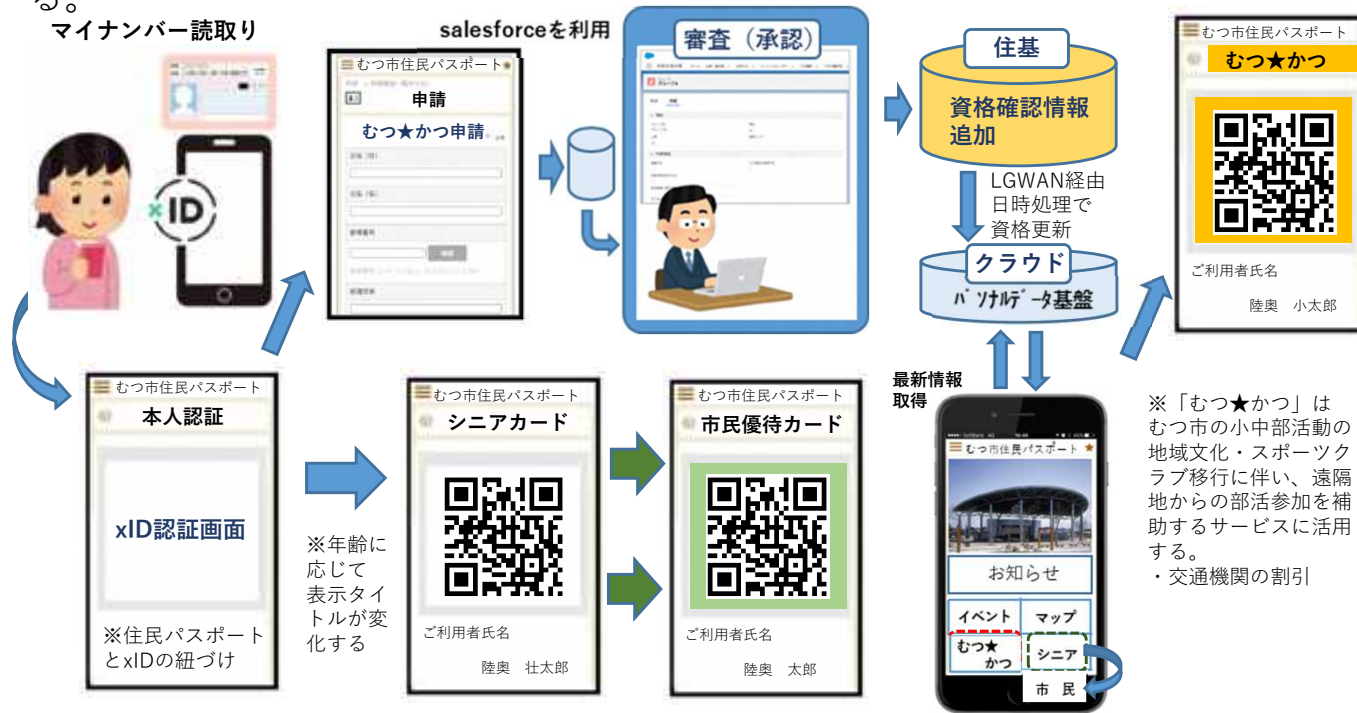 る。
マイナンバー読取り
×ID
むつ市住民パスポート★
申請
むつ★かつ申請
salesforceを利用
審査（承認）
住基
資格確認情報
追加
LGWAN経由
日時処理で
資格更新
クラウド
パーソナルデータ基盤
むつ市住民パスポート
むつ★かつ
ご利用者氏名
陸奥　小太郎
むつ市住民パスポート
本人認証
xID認証画面
※住民パスポート
とxIDの紐づけ
※年齢に
応じて
表示タイ
トルが変
化する
むつ市住民パスポート
シニアカード
ご利用者氏名
陸奥　壮太郎
むつ市住民パスポート
市民優待カード
ご利用者氏名
陸奥　太郎
最新情報
取得
むつ市住民パスポート★
お知らせ
イベント
マップ
むつ★
かつ
シニア
市　民
※「むつ★かつ」は
むつ市の小中部活動の
地域文化・スポーツク
ラブ移行に伴い、遠隔
地からの部活参加を補
助するサービスに活用
する。
・交通機関の割引